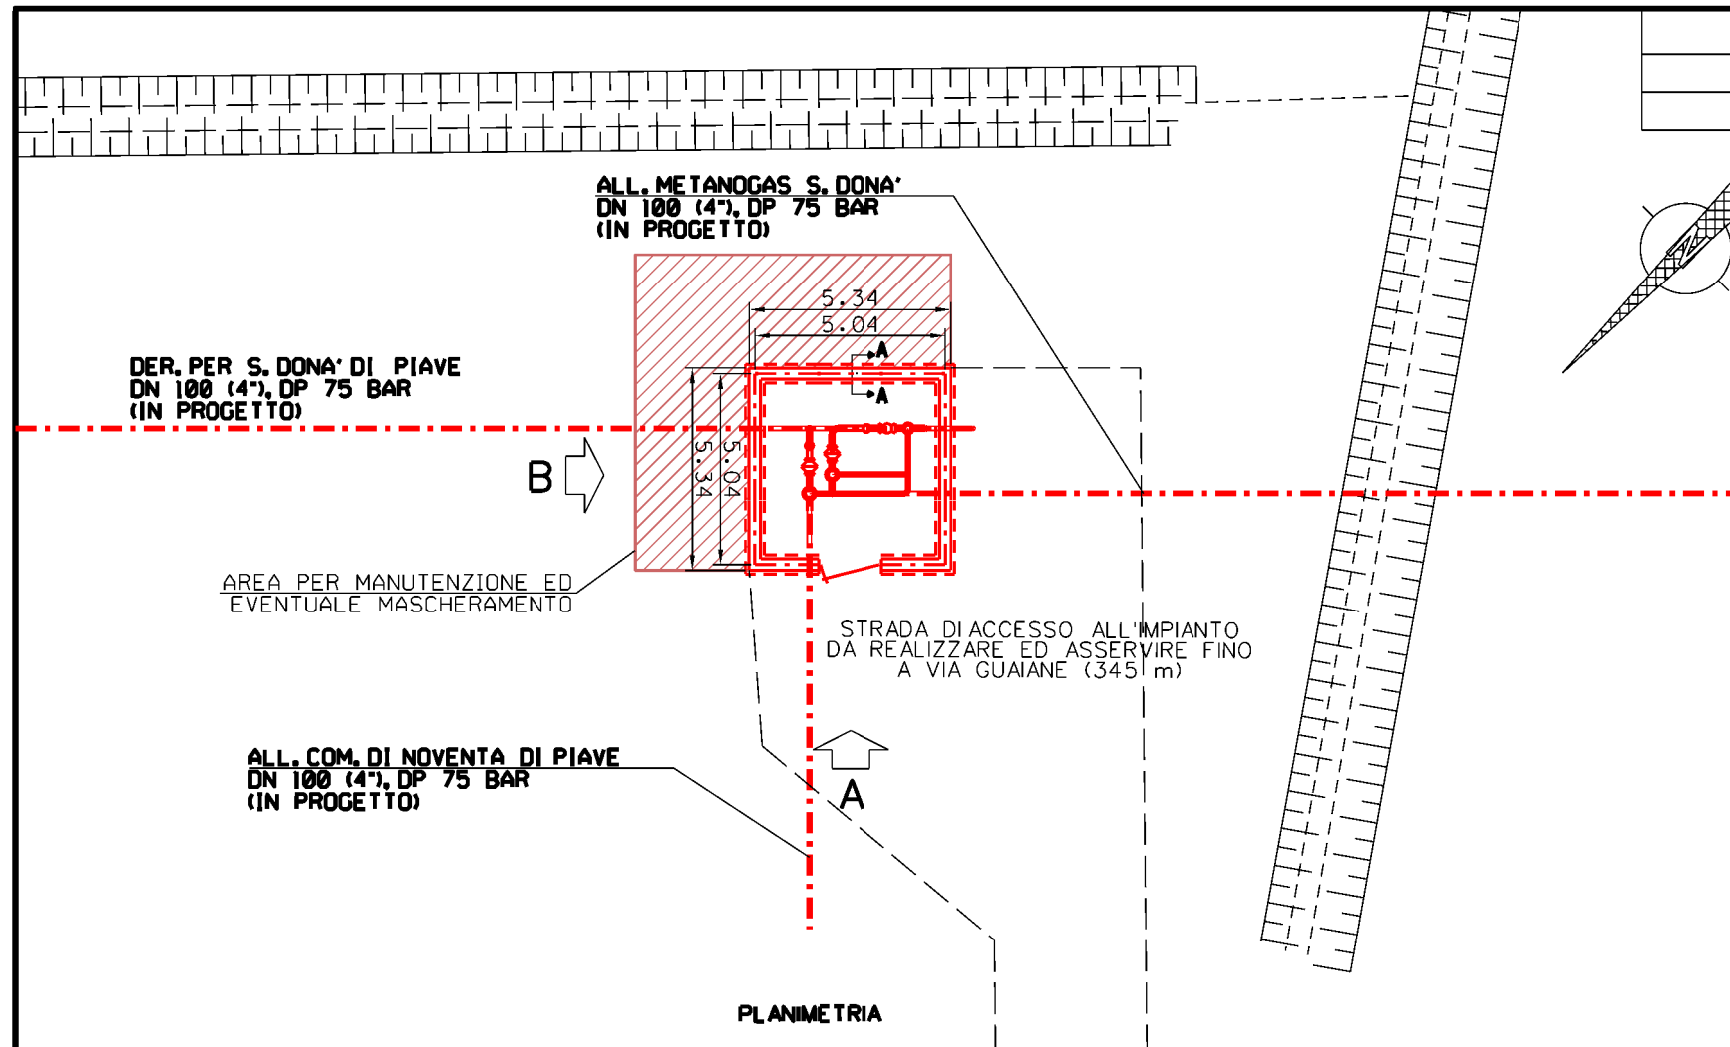 ALL. METANOGAS S. DONA'
DN 100 (4"), DP 75 BAR
(IN PROGETTO)
5.34
5.04
A
A
DER. PER S. DONA' DI PIAVE
DN 100 (4"), DP 75 BAR
(IN PROGETTO)
5.04
5.34
B
N
AREA PER MANUTENZIONE ED
EVENTUALE MASCHERAMENTO
STRADA DI ACCESSO ALL'IMPIANTO
DA REALIZZARE ED ASSERVIRE FINO
A VIA GUAIANE (345 m)
ALL. COM. DI NOVENTA DI PIAVE
DN 100 (4"), DP 75 BAR
(IN PROGETTO)
A
PLANIMETRIA